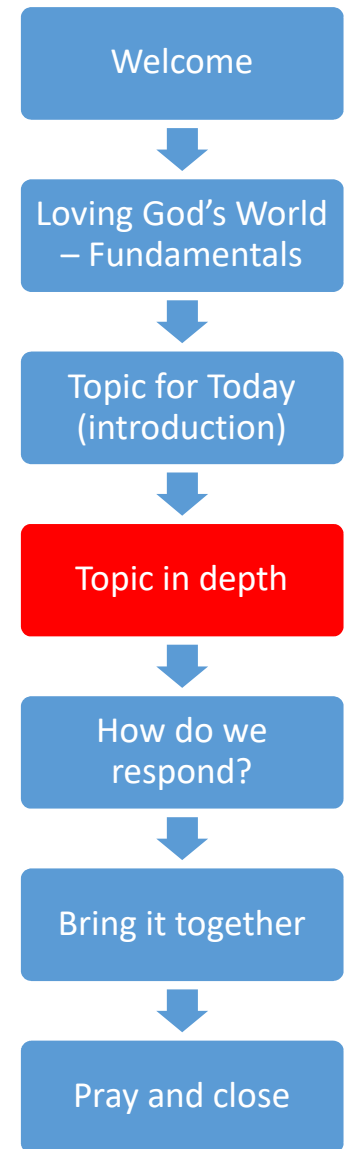 Welcome
Loving God’s World
– Fundamentals
Topic for Today
(introduction)
Topic in depth
How do we
respond?
Bring it together
Pray and close